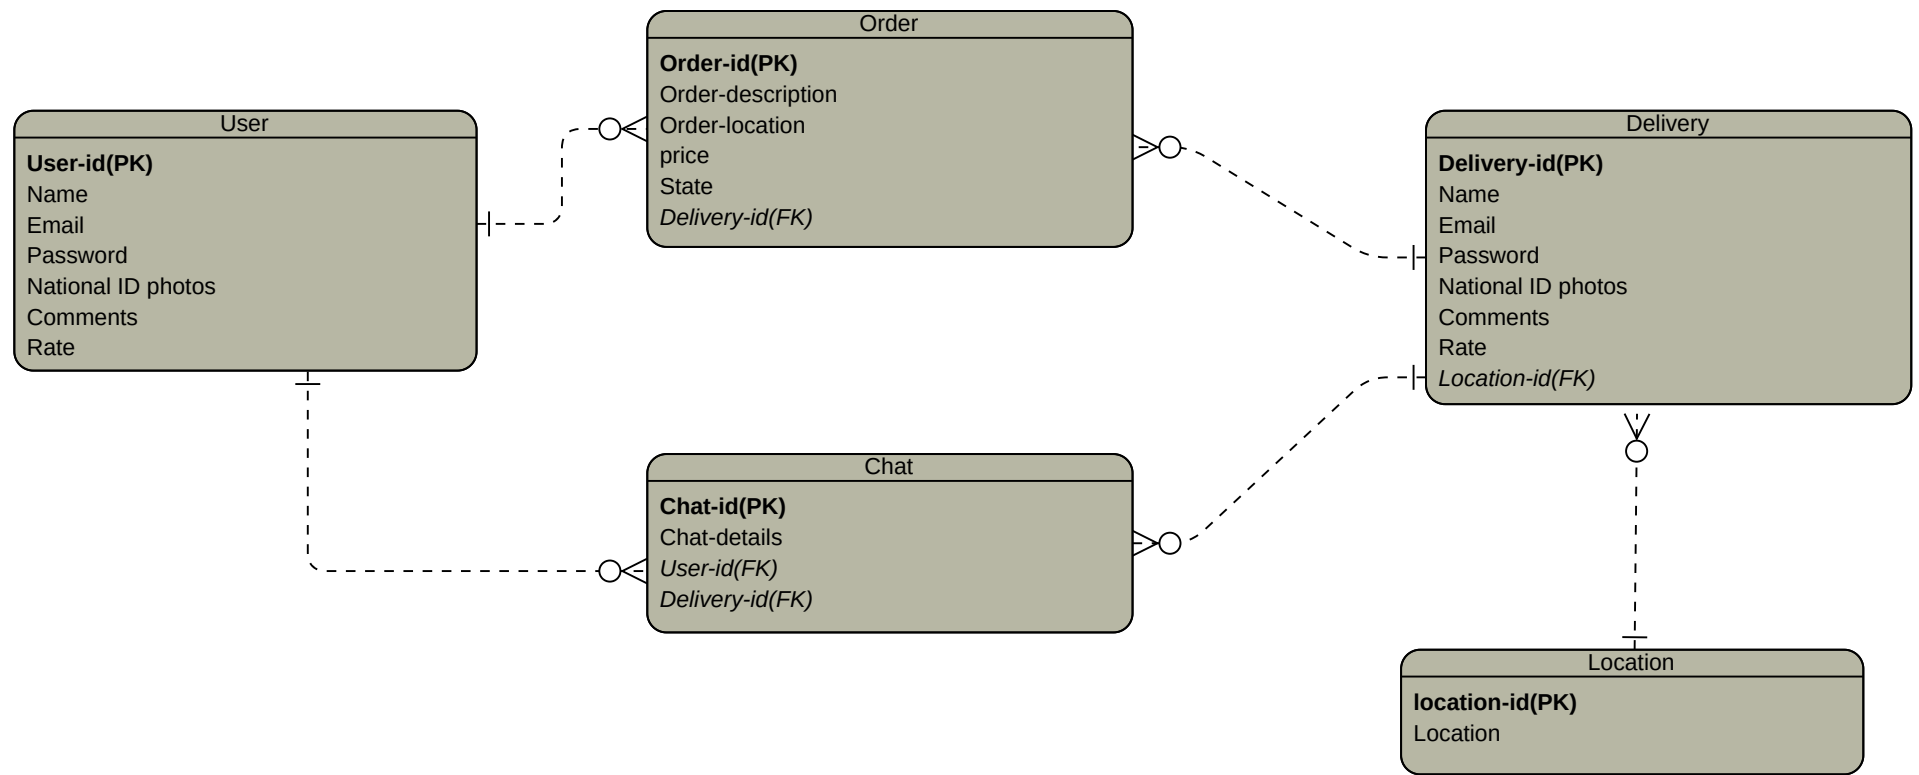 Order
Order-id(PK)
Order-description
Order-location
price
State
Delivery-id(FK)
User
User-id(PK)
Name
Email
Password
National ID photos
Comments
Rate
Delivery
Delivery-id(PK)
Name
Email
Password
National ID photos
Comments
Rate
Location-id(FK)
Chat
Chat-id(PK)
Chat-details
User-id(FK)
Delivery-id(FK)
Location
location-id(PK)
Location